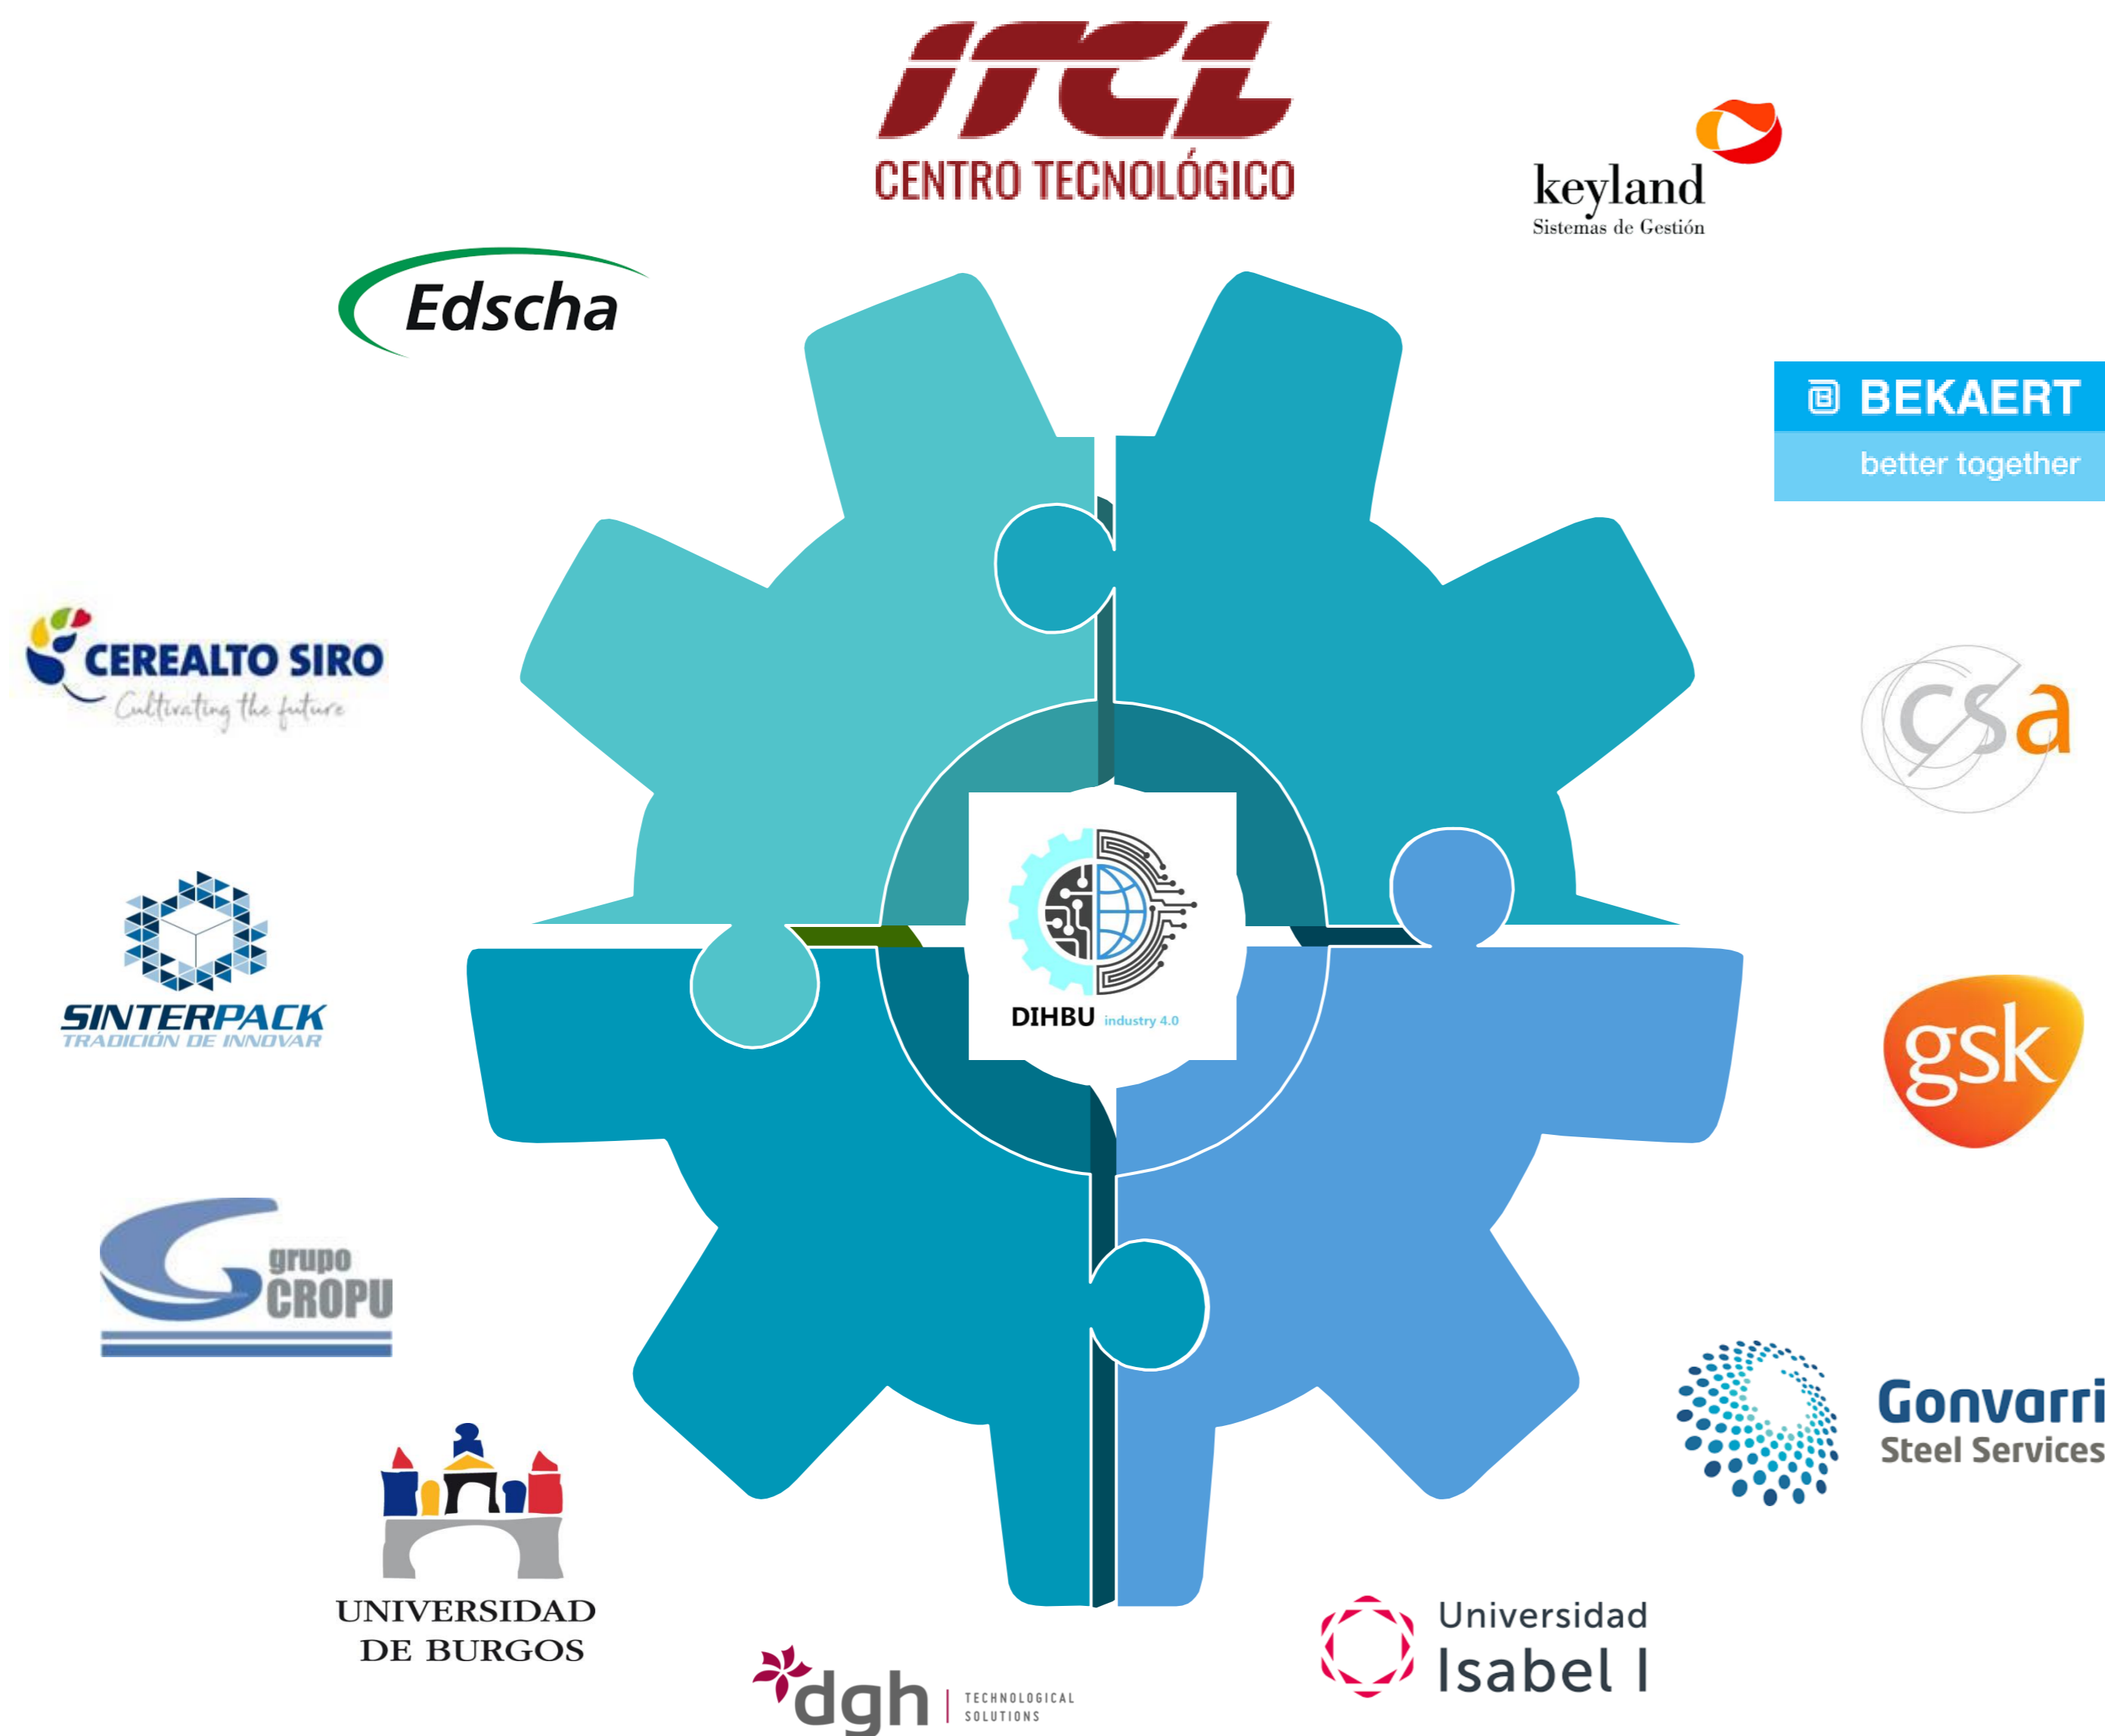 ITCL
CENTRO TECNOLÓGICO
keyland
Sistemas de Gestión
Edscha
BEKAERT
better together
CEREALTO SIRO
Cultivating the future
csa
SINTERPACK
TRADICIÓN DE INNOVAR
DIHBU industry 4.0
gsk
grupo
CROPU
Gonvarri
Steel Services
UNIVERSIDAD
DE BURGOS
Universidad
Isabel I
dgh
TECHNOLOGICAL
SOLUTIONS